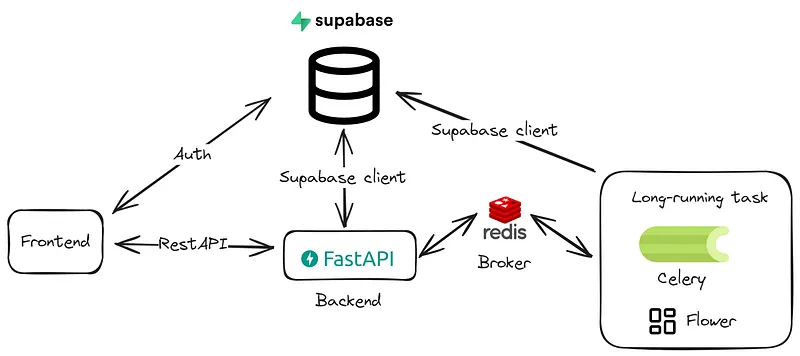 supabase
Supabase client
Auth
Supabase client
Long-running task
Frontend
RestAPI
FastAPI
redis
Broker
Celery
Backend
Flower